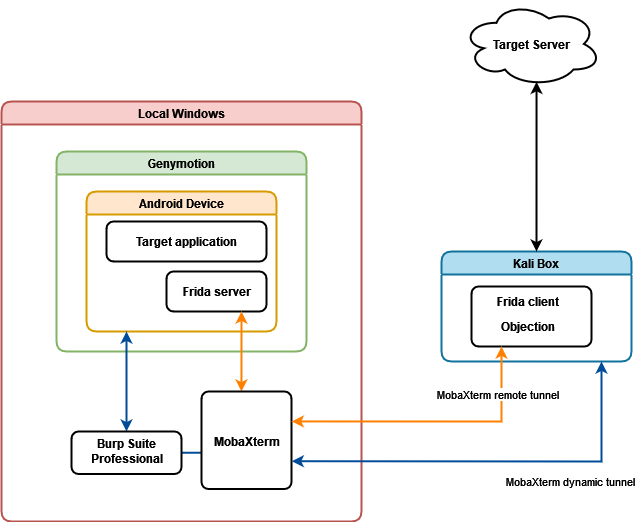 Target Server
Local Windows
Genymotion
Android Device
Target application
Frida server
Kali Box
Frida client
Objection
MobaXterm remote tunnel
Burp Suite
Professional
MobaXterm
MobaXterm dynamic tunnel